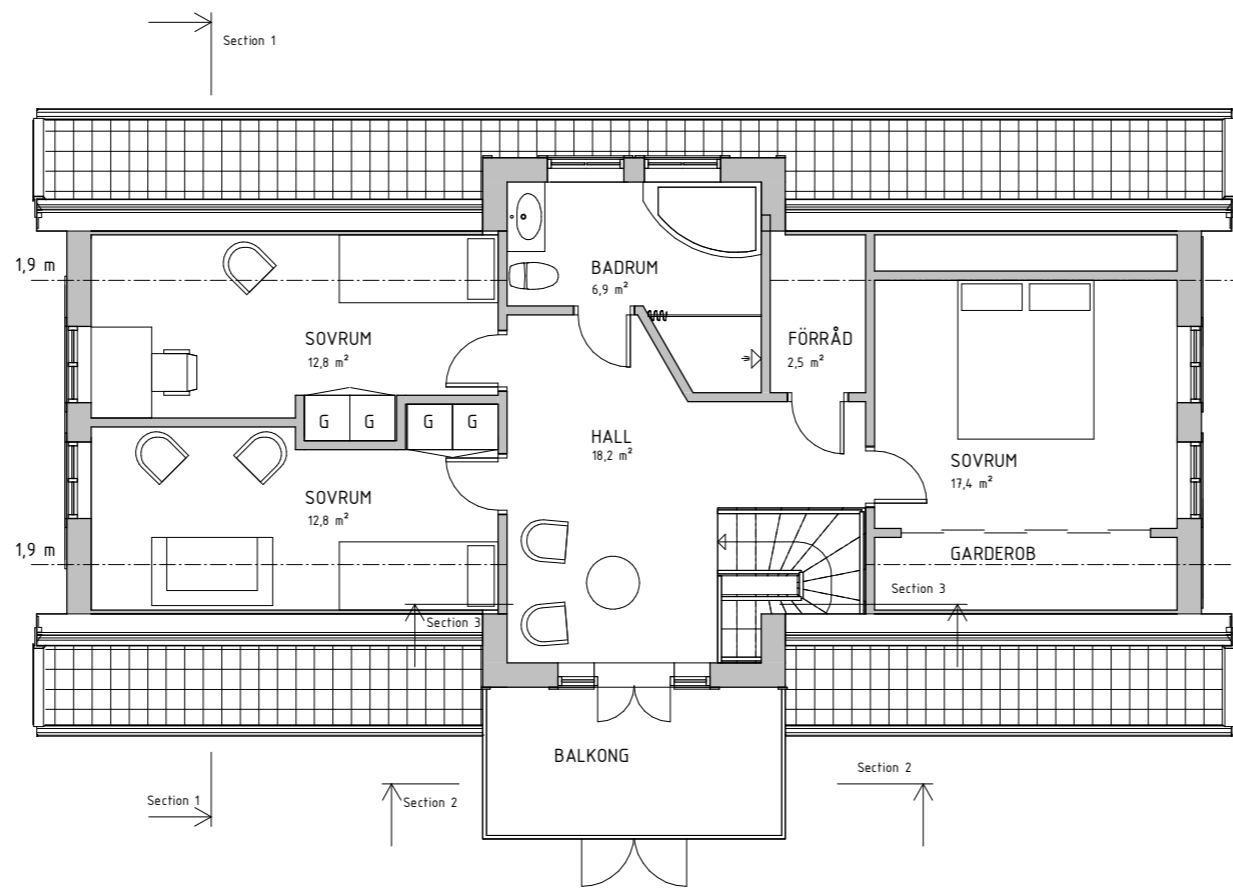 Section 1
1,9 m
BADRUM
6,9 m²
SOVRUM
12,8 m²
FÖRRÅD
2,5 m²
G G G G
HALL
18,2 m²
SOVRUM
17,4 m²
SOVRUM
12,8 m²
1,9 m
GARDEROB
Section 3
Section 3
BALKONG
Section 2
Section 1
Section 2